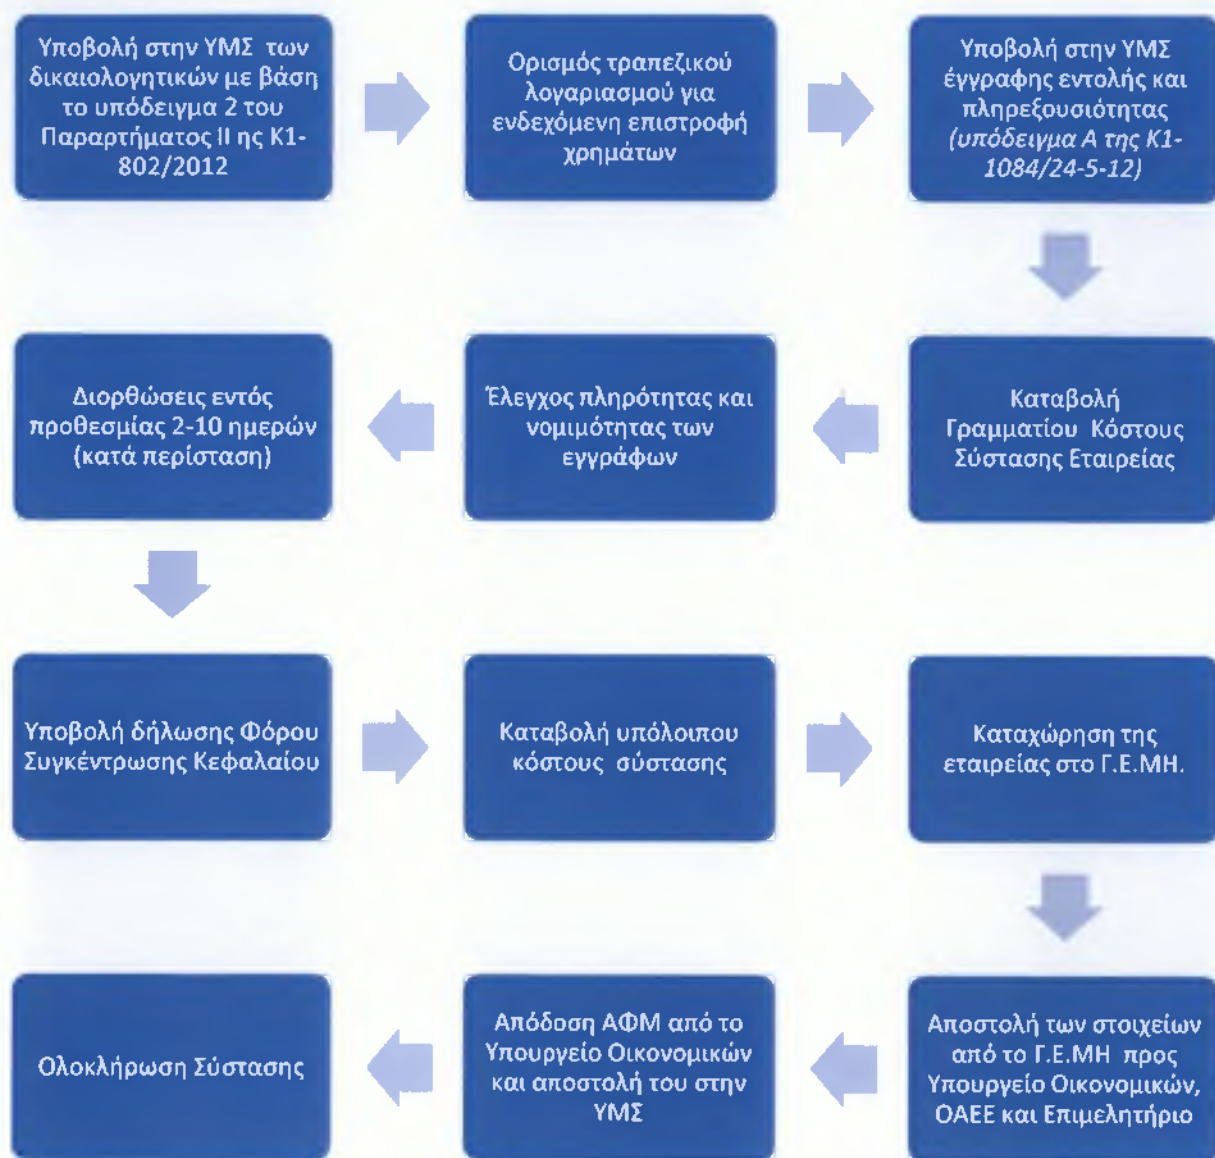 Υποβολή στην ΥΜΣ των
δικαιολογητικών με βάση
το υπόδειγμα 2 του
Παραρτήματος ΙΙ ης Κ1-
802/2012
Ορισμός τραπεζικού
λογαριασμού για
ενδεχόμενη επιστροφή
χρημάτων
Υποβολή στην ΥΜΣ
έγγραφης εντολής και
πληρεξουσιότητας
(υπόδειγμα Α της Κ1-
1084/24-5-12)
Καταβολή
Γραμματίου Κόστους
Σύστασης Εταιρείας
Έλεγχος πληρότητας και
νομιμότητας των
εγγράφων
Διορθώσεις εντός
προθεσμίας 2-10 ημερών
(κατά περίσταση)
Υποβολή δήλωσης Φόρου
Συγκέντρωσης Κεφαλαίου
Καταβολή υπόλοιπου
κόστους σύστασης
Καταχώρηση της
εταιρείας στο Γ.Ε.ΜΗ.
Αποστολή των στοιχείων
από το Γ.Ε.ΜΗ προς
Υπουργείο Οικονομικών,
ΟΑΕΕ και Επιμελητήριο
Απόδοση ΑΦΜ από το
Υπουργείο Οικονομικών
και αποστολή του στην
ΥΜΣ
Ολοκλήρωση Σύστασης